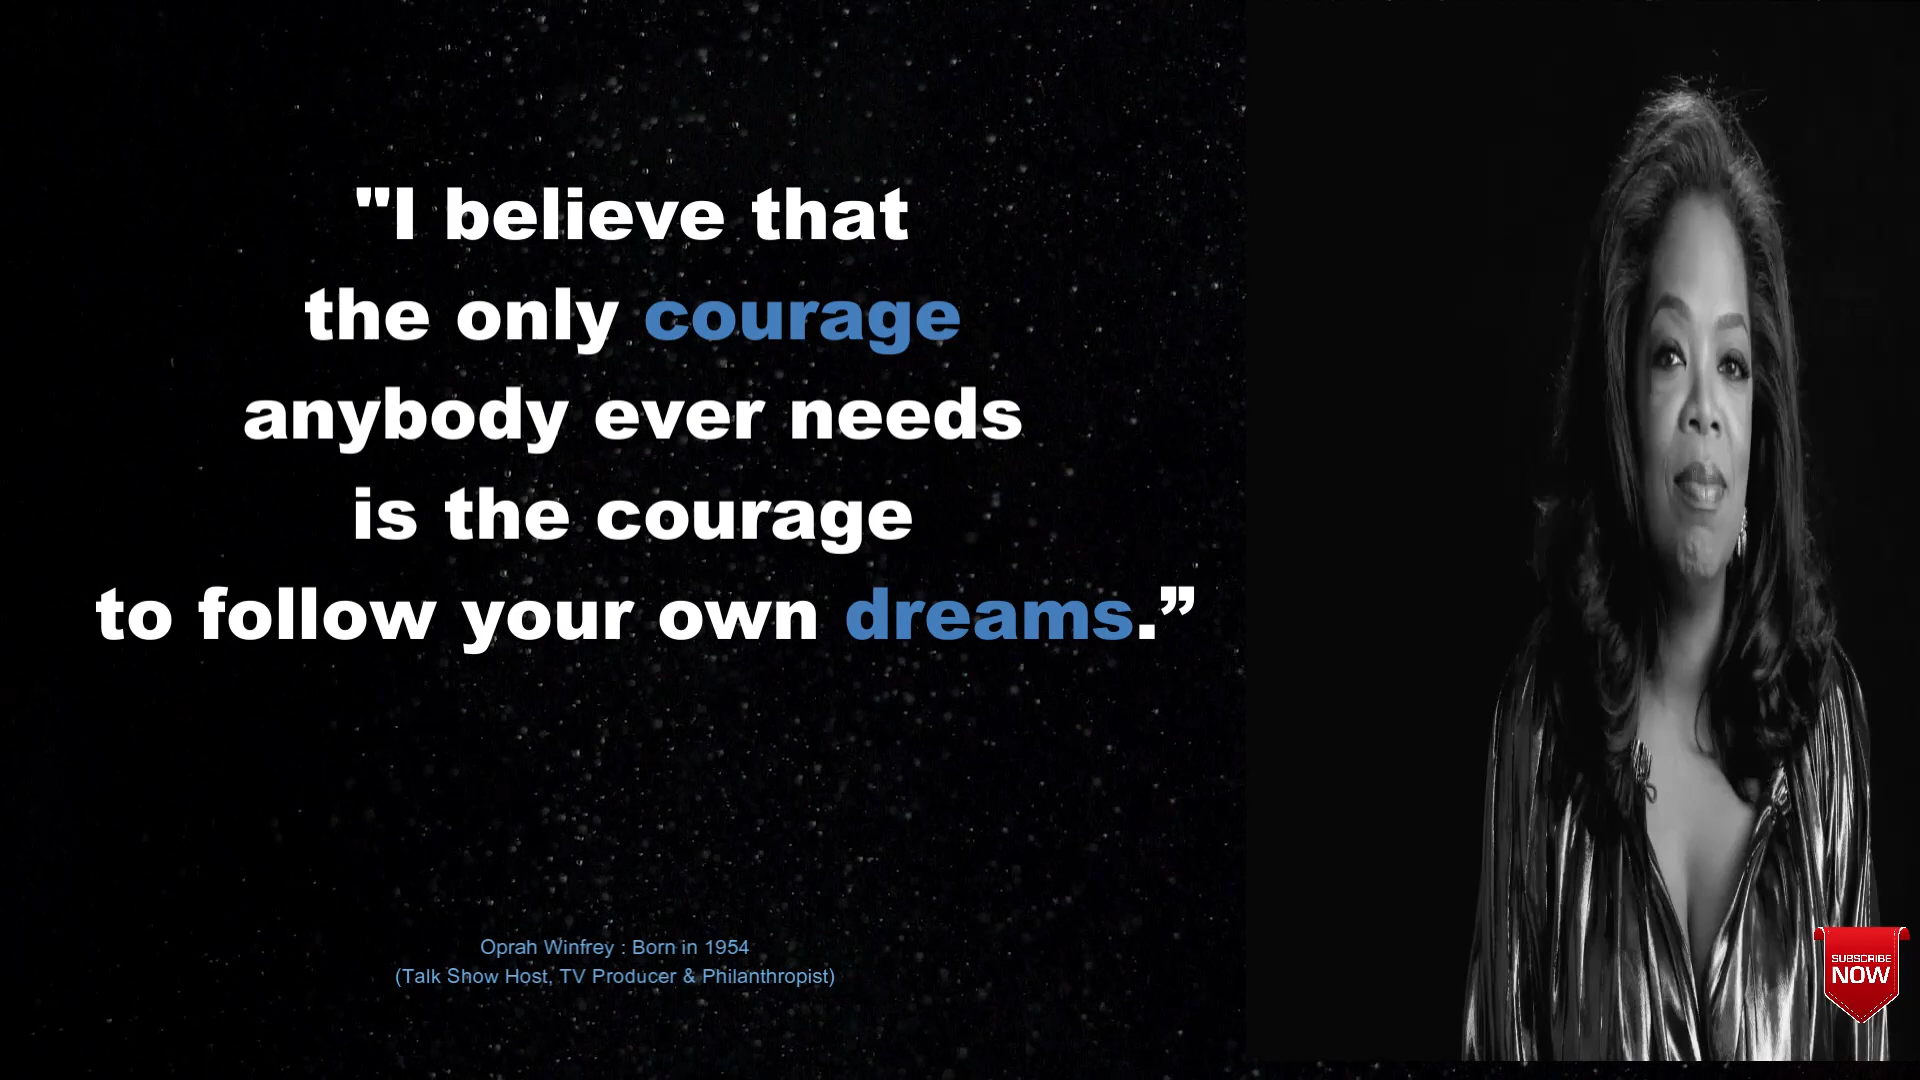 "I believe that
the only courage
anybody ever needs
is the courage
to follow your own dreams.”
Oprah Winfrey : Born in 1954
(Talk Show Host, TV Producer & Philanthropist)
SUBSCRIBE
NOW